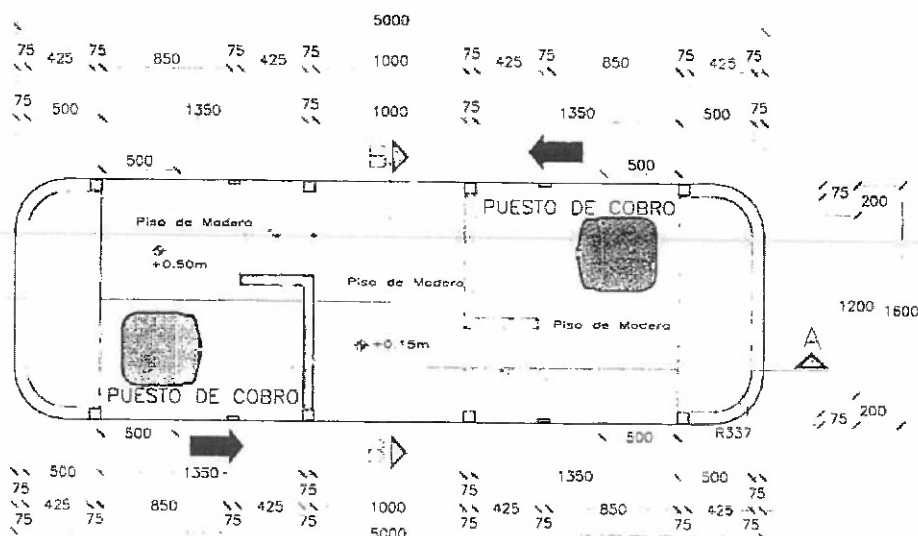 5000
75 425 75 850 75 425 75 1000 75 425 75 850 75 425 75
75 500 1350 75 1000 75 1350 500 75
500 B 500
Piso de Madera PUESTO DE COBRO 75 200
+0.50m
Piso de Madera
1200 1600
Piso de Madera
+0.15m A
PUESTO DE COBRO
75 200
500 500 R337
500 1350 1350 500
75 75 75 75
425 850 425 1000 425 850 425
75 75 75 75 75 75
5000